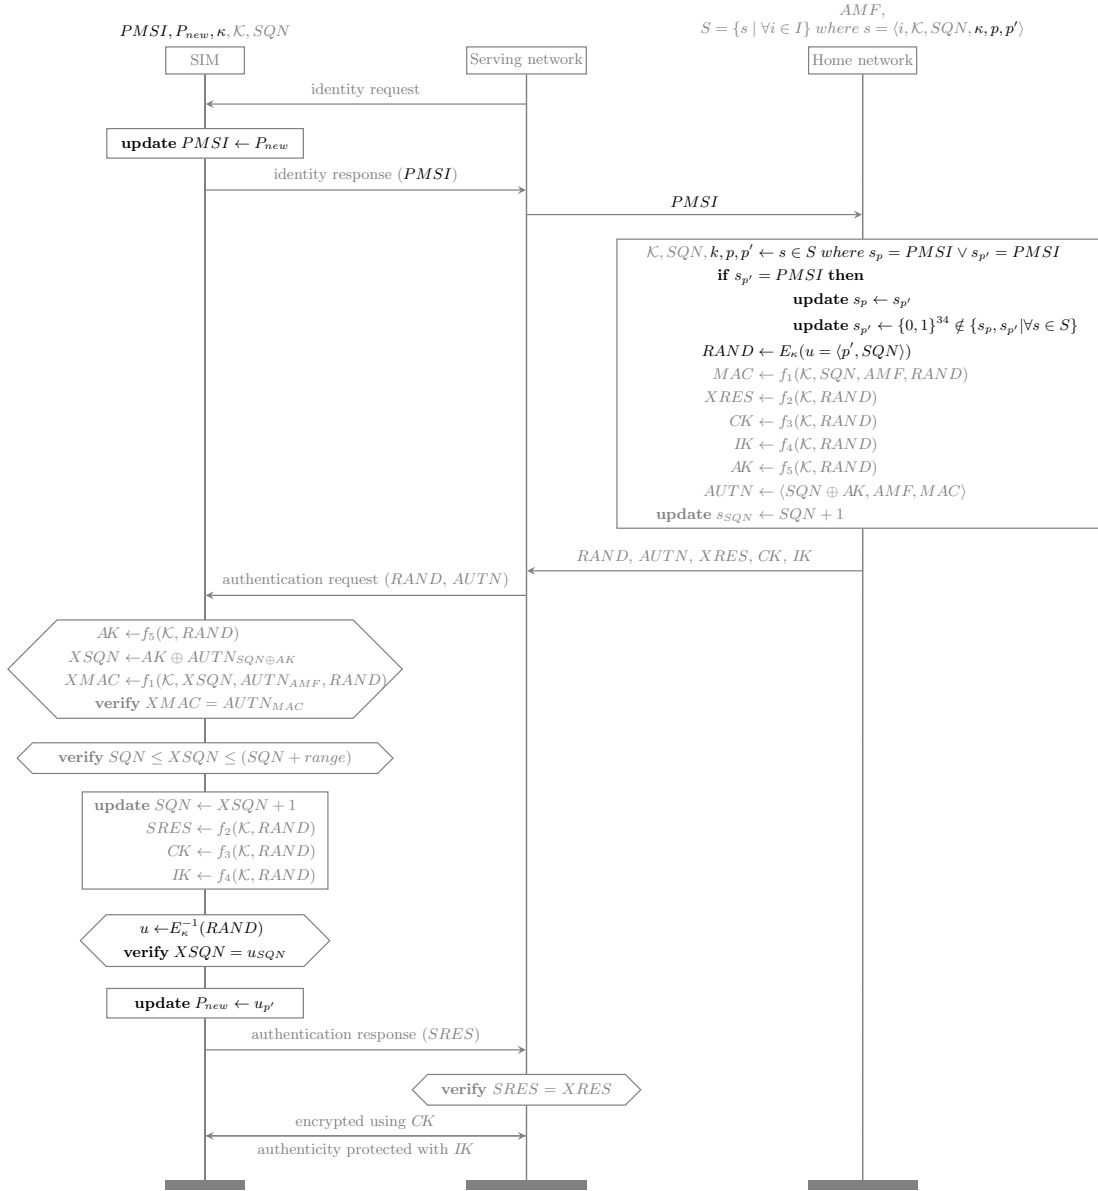 AMF,
PMSI, P_new, κ, 𝒦, SQN
S = {s | ∀i ∈ I} where s = ⟨i, 𝒦, SQN, κ, p, p′⟩
SIM
Serving network
Home network
identity request
update PMSI ← P_new
identity response (PMSI)
PMSI
𝒦, SQN, k, p, p′ ← s ∈ S where s_p = PMSI ∨ s_p′ = PMSI
if s_p′ = PMSI then
update s_p ← s_p′
update s_p′ ← {0, 1}^34 ∉ {s_p, s_p′|∀s ∈ S}
RAND ← E_κ(u = ⟨p′, SQN⟩)
MAC ← f_1(𝒦, SQN, AMF, RAND)
XRES ← f_2(𝒦, RAND)
CK ← f_3(𝒦, RAND)
IK ← f_4(𝒦, RAND)
AK ← f_5(𝒦, RAND)
AUTN ← ⟨SQN ⊕ AK, AMF, MAC⟩
update s_SQN ← SQN + 1
RAND, AUTN, XRES, CK, IK
authentication request (RAND, AUTN)
AK ←f_5(𝒦, RAND)
XSQN ←AK ⊕ AUTN_SQN⊕AK
XMAC ←f_1(𝒦, XSQN, AUTN_AMF, RAND)
verify XMAC = AUTN_MAC
verify SQN ≤ XSQN ≤ (SQN + range)
update SQN ← XSQN + 1
SRES ← f_2(𝒦, RAND)
CK ← f_3(𝒦, RAND)
IK ← f_4(𝒦, RAND)
u ←E_κ^−1(RAND)
verify XSQN = u_SQN
update P_new ← u_p′
authentication response (SRES)
verify SRES = XRES
encrypted using CK
authenticity protected with IK